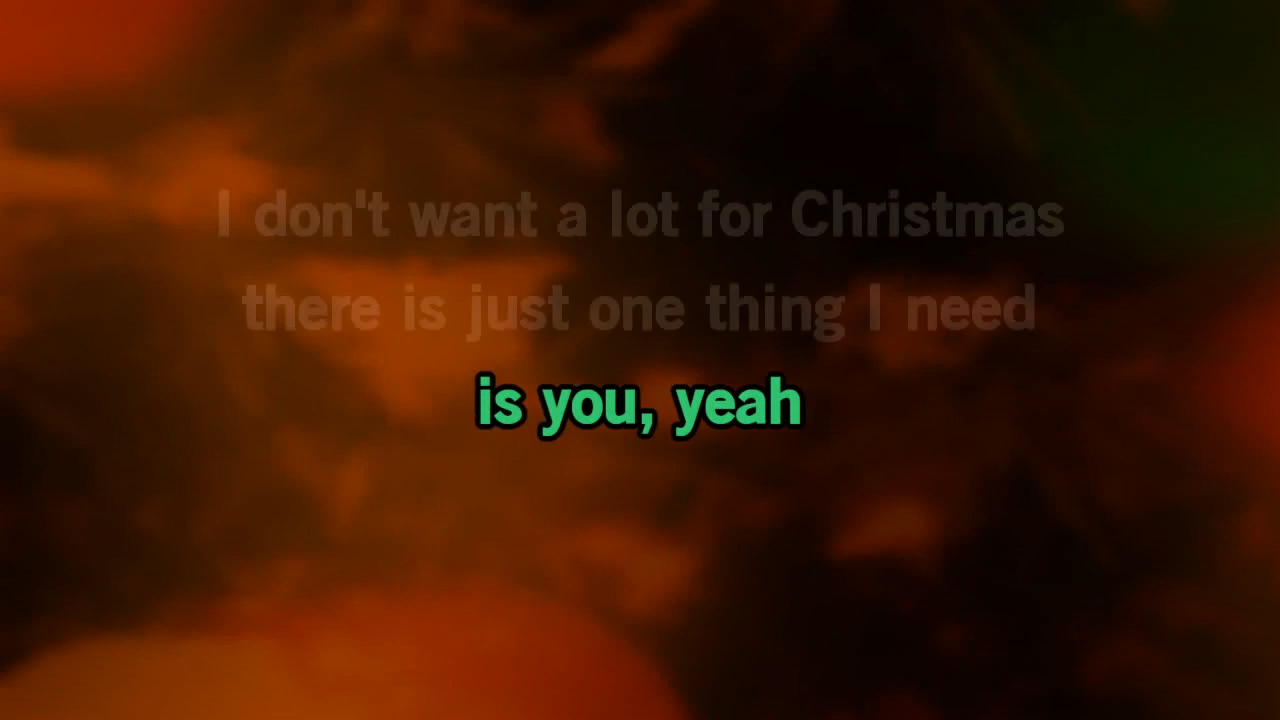 I don't want a lot for Christmas
there is just one thing I need
is you, yeah